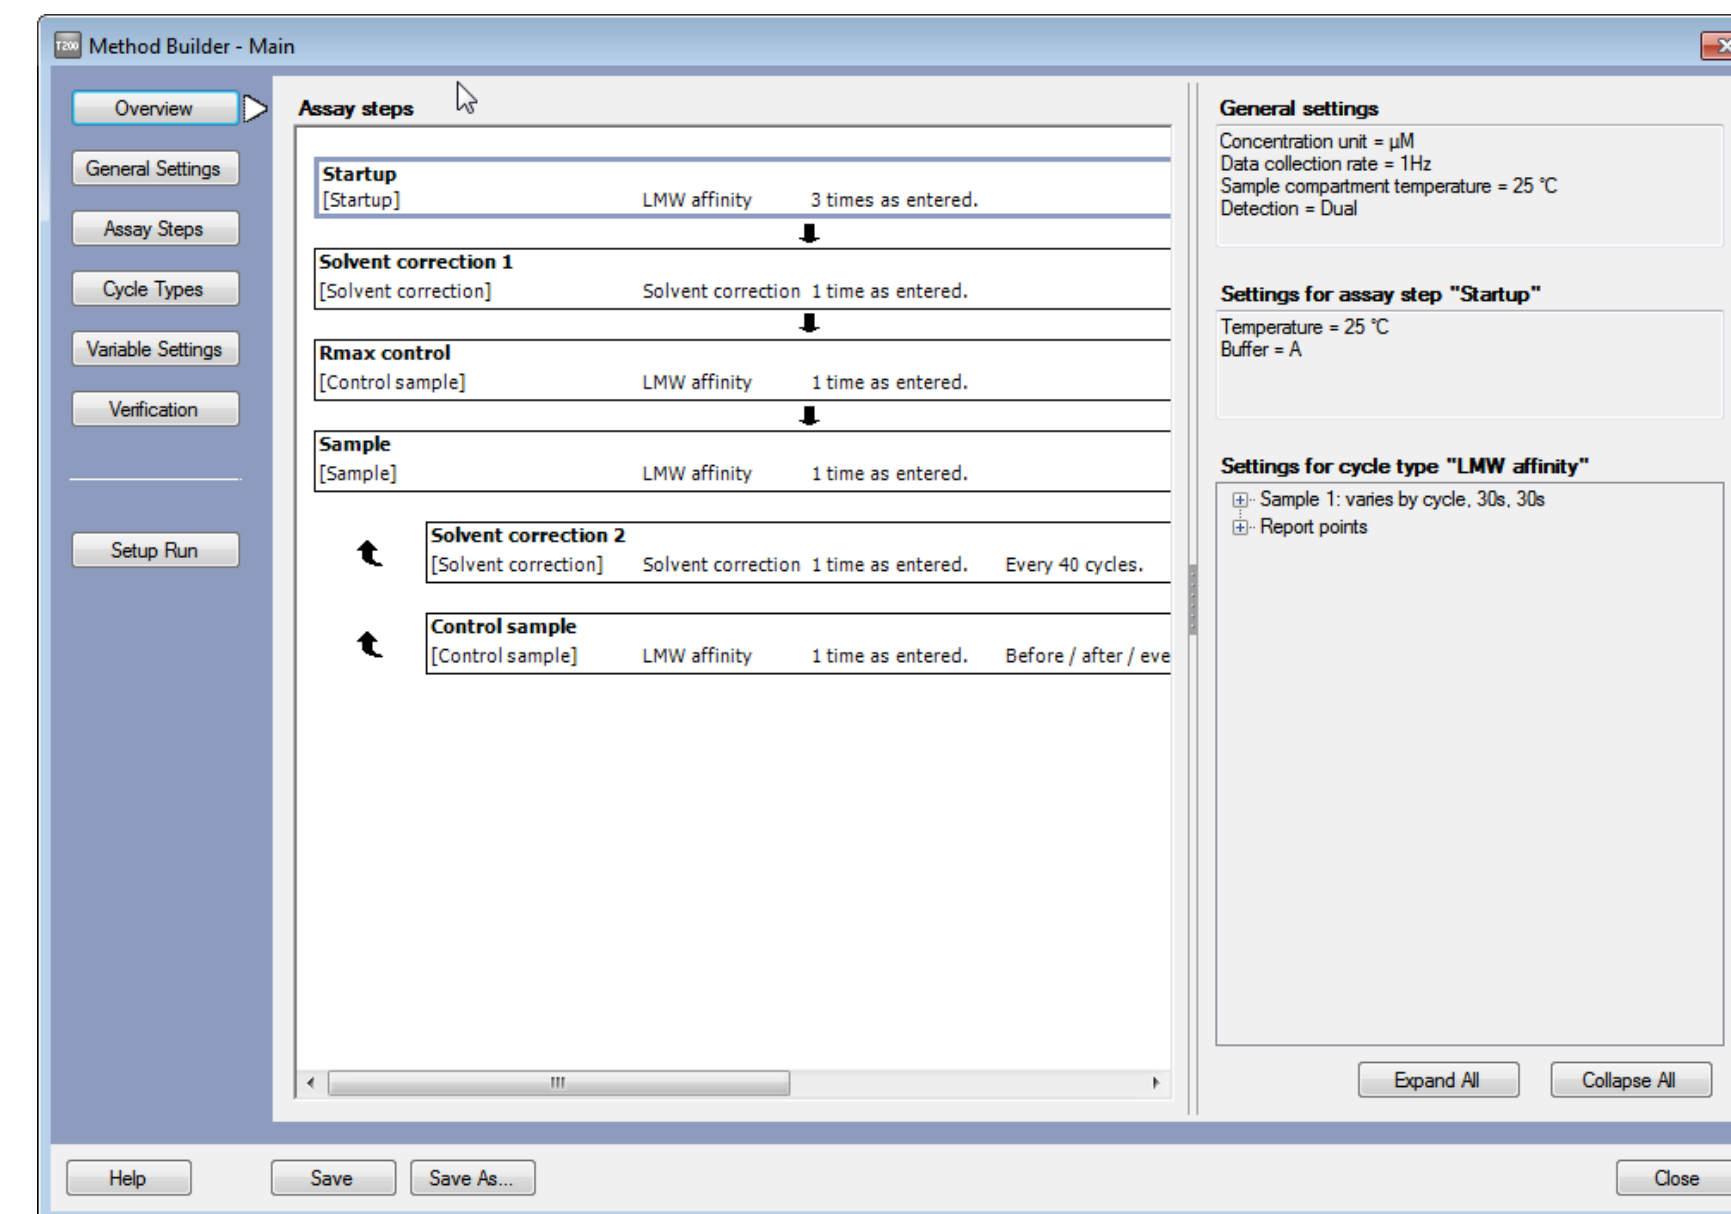 T200 Method Builder - Main
Overview
General Settings
Assay Steps
Cycle Types
Variable Settings
Verification
Setup Run
Assay steps
Startup
[Startup] LMW affinity 3 times as entered.
Solvent correction 1
[Solvent correction] Solvent correction 1 time as entered.
Rmax control
[Control sample] LMW affinity 1 time as entered.
Sample
[Sample] LMW affinity 1 time as entered.
Solvent correction 2
[Solvent correction] Solvent correction 1 time as entered. Every 40 cycles.
Control sample
[Control sample] LMW affinity 1 time as entered. Before / after / eve
General settings
Concentration unit = µM
Data collection rate = 1Hz
Sample compartment temperature = 25 °C
Detection = Dual
Settings for assay step "Startup"
Temperature = 25 °C
Buffer = A
Settings for cycle type "LMW affinity"
Sample 1: varies by cycle, 30s, 30s
Report points
Expand All Collapse All
Help Save Save As... Close